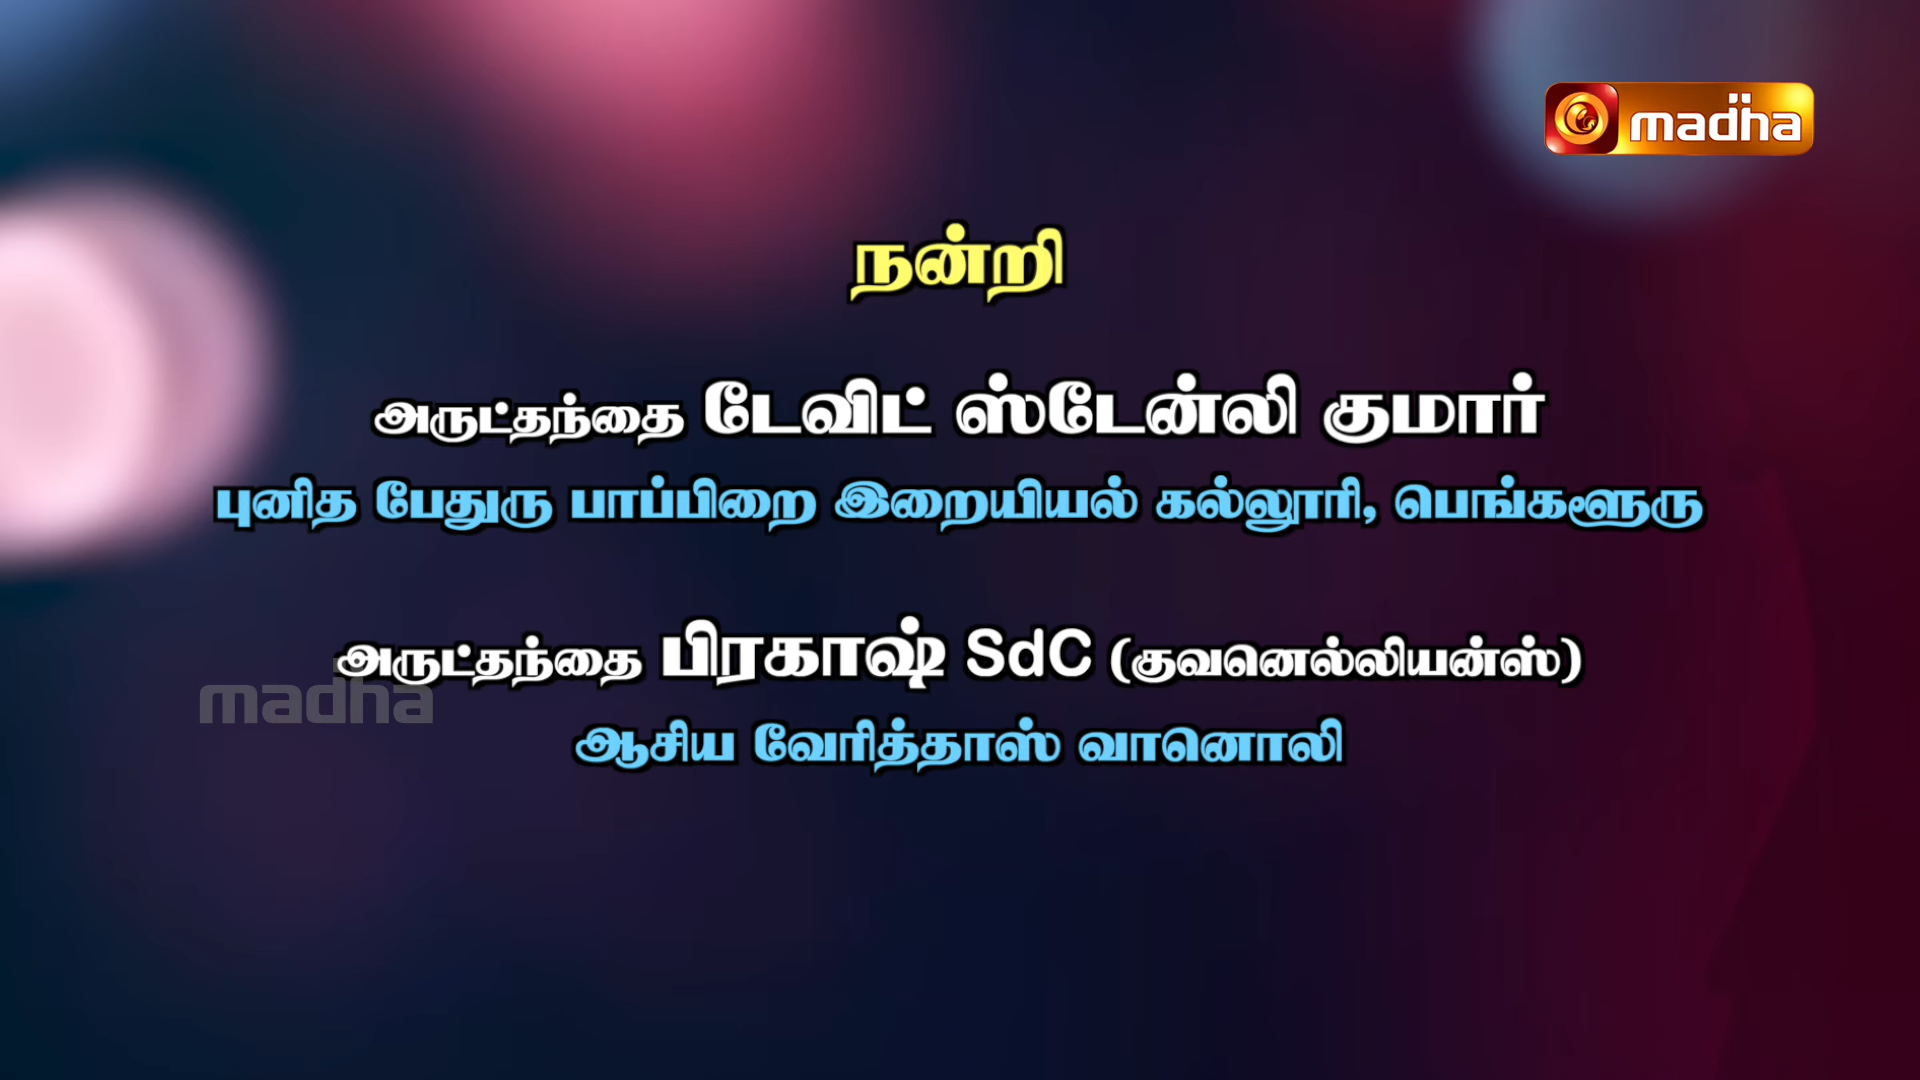 madha
நன்றி
அருட்தந்தை டேவிட் ஸ்டேன்லி குமார்
புனித பேதுரு பாப்பிறை இறையியல் கல்லூரி, பெங்களூரு
அருட்தந்தை பிரகாஷ் SdC (குவனெல்லியன்ஸ்)
madha
ஆசிய வேரித்தாஸ் வானொலி